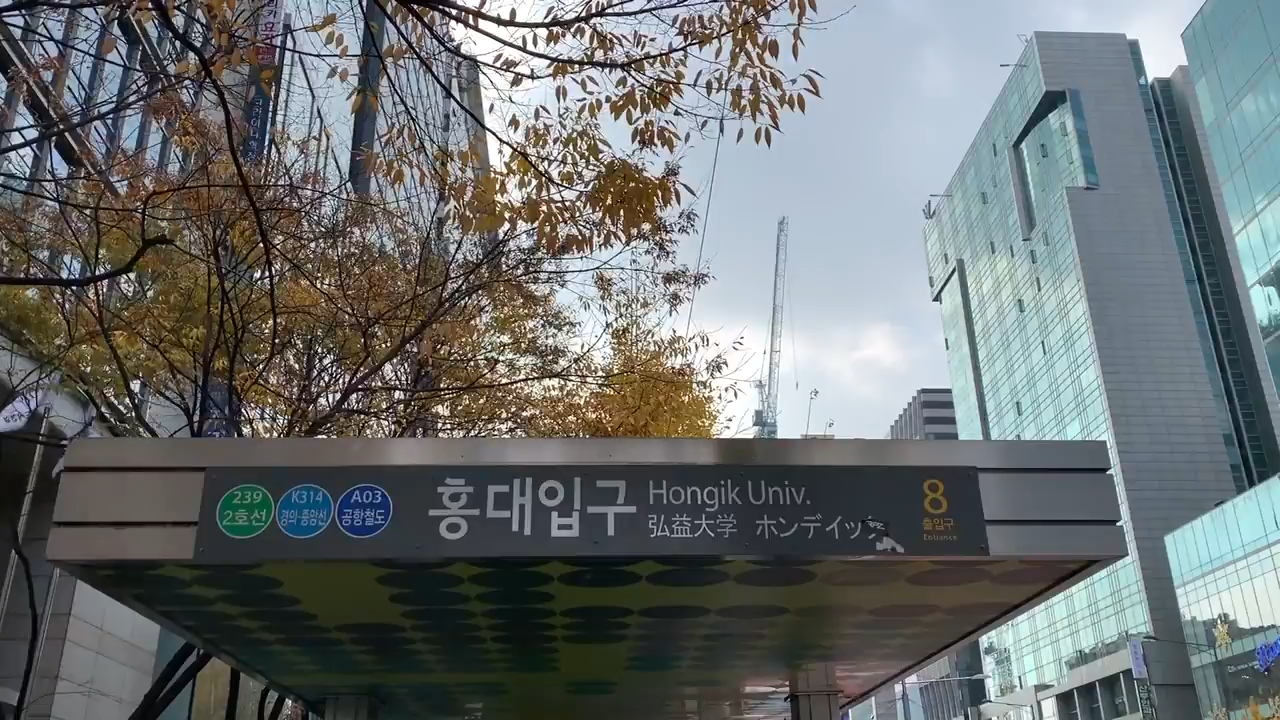 239
2호선
K314
경의·중앙선
A03
공항철도
홍대입구
Hongik Univ.
弘益大学 ホンデイック
8
출입구
Entrance